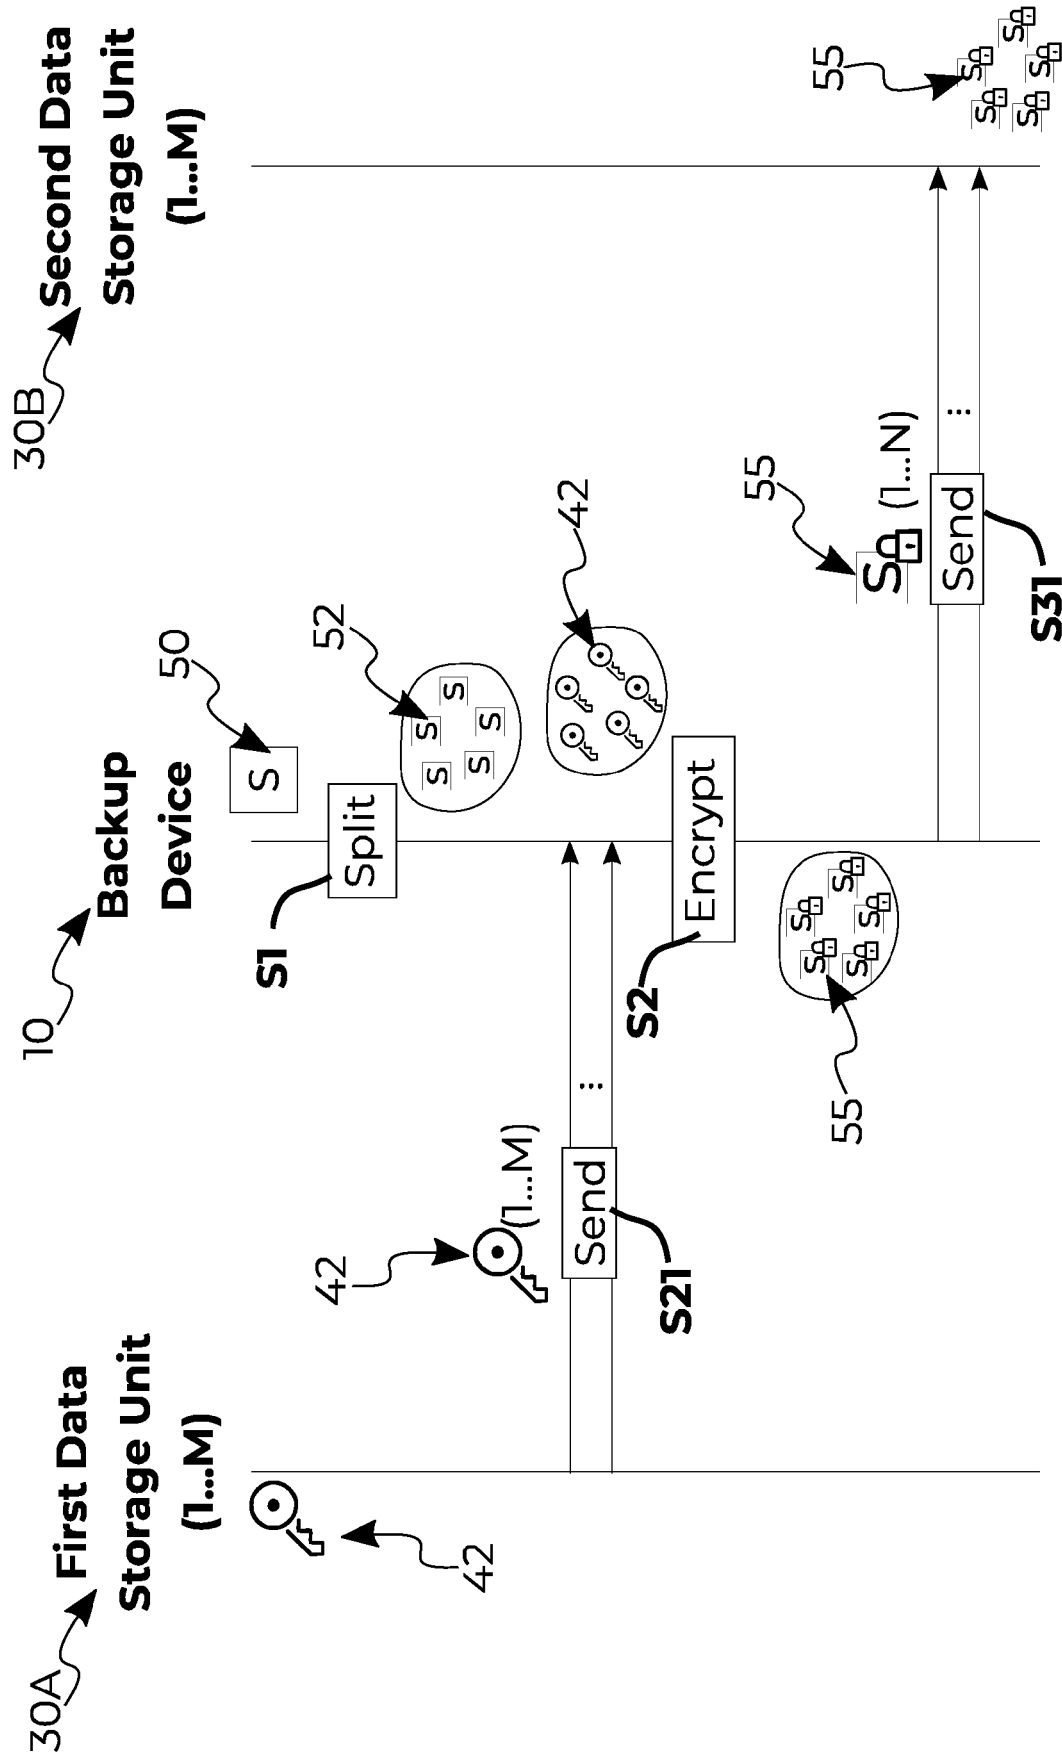 30A
First Data
Storage Unit
(1...M)
10
Backup
Device
30B
Second Data
Storage Unit
(1...M)
42
S
50
S1
Split
S
S
S
S
S
52
42
(1...M)
Send
...
S21
42
S2
Encrypt
55
S
S
S
S
S
55
S
(1...N)
Send
...
S31
55
S
S
S
S
S